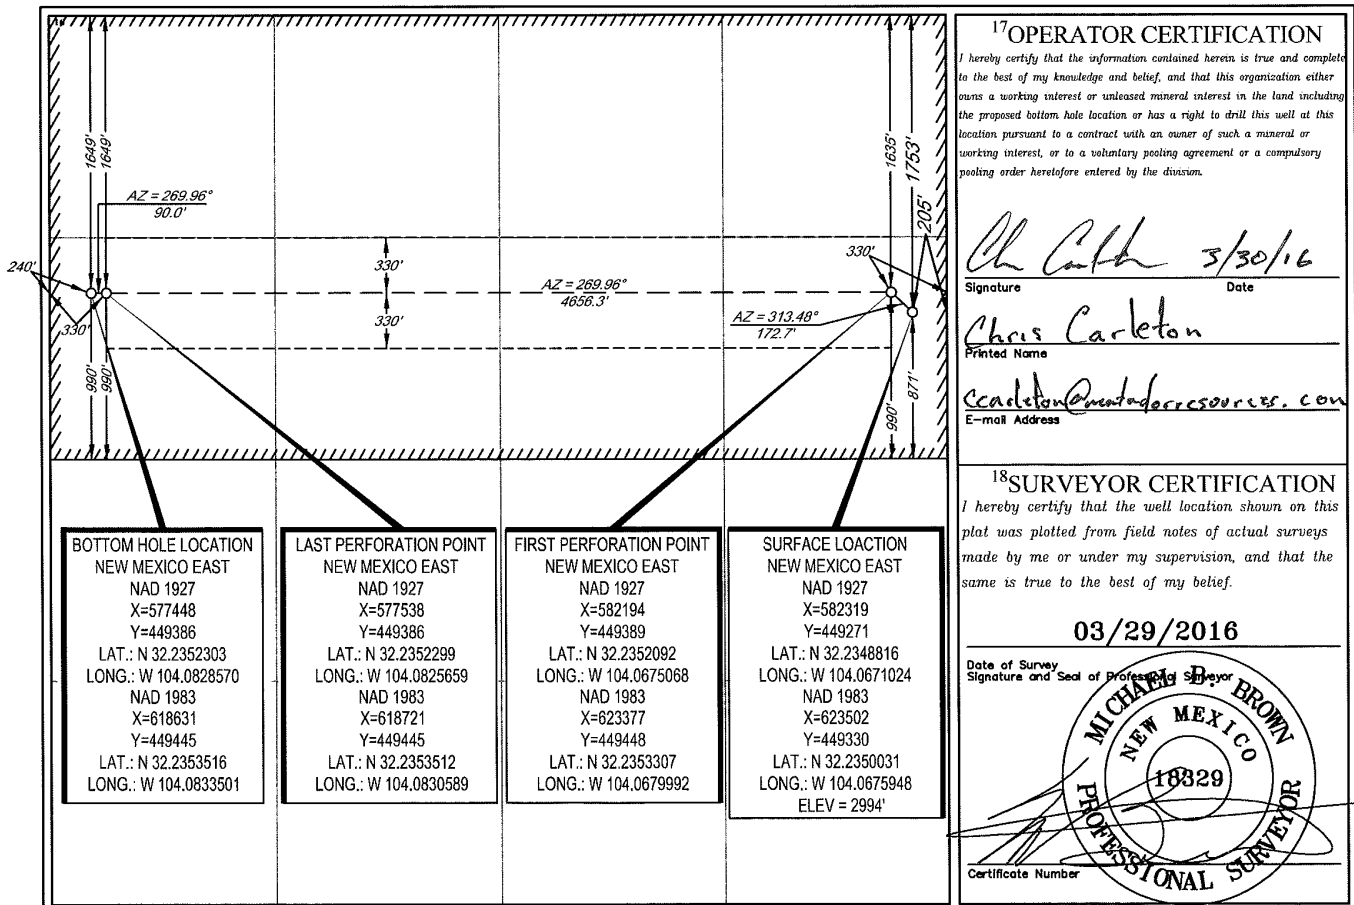 16
1649'
1649'
AZ = 269.96°
90.0'
240'
330'
990'
990'
330'
330'
AZ = 269.96°
4656.3'
1635'
1753'
205'
330'
AZ = 313.48°
172.7'
990'
871'
BOTTOM HOLE LOCATION
NEW MEXICO EAST
NAD 1927
X=577448
Y=449386
LAT.: N 32.2352303
LONG.: W 104.0828570
NAD 1983
X=618631
Y=449445
LAT.: N 32.2353516
LONG.: W 104.0833501
LAST PERFORATION POINT
NEW MEXICO EAST
NAD 1927
X=577538
Y=449386
LAT.: N 32.2352299
LONG.: W 104.0825659
NAD 1983
X=618721
Y=449445
LAT.: N 32.2353512
LONG.: W 104.0830589
FIRST PERFORATION POINT
NEW MEXICO EAST
NAD 1927
X=582194
Y=449389
LAT.: N 32.2352092
LONG.: W 104.0675068
NAD 1983
X=623377
Y=449448
LAT.: N 32.2353307
LONG.: W 104.0679992
SURFACE LOACTION
NEW MEXICO EAST
NAD 1927
X=582319
Y=449271
LAT.: N 32.2348816
LONG.: W 104.0671024
NAD 1983
X=623502
Y=449330
LAT.: N 32.2350031
LONG.: W 104.0675948
ELEV = 2994'
17OPERATOR CERTIFICATION
I hereby certify that the information contained herein is true and complete
to the best of my knowledge and belief, and that this organization either
owns a working interest or unleased mineral interest in the land including
the proposed bottom hole location or has a right to drill this well at this
location pursuant to a contract with an owner of such a mineral or
working interest, or to a voluntary pooling agreement or a compulsory
pooling order heretofore entered by the division.
3/30/16
Signature Date
Chris Carleton
Printed Name
ccarleton@matadorresources.com
E-mail Address
18SURVEYOR CERTIFICATION
I hereby certify that the well location shown on this
plat was plotted from field notes of actual surveys
made by me or under my supervision, and that the
same is true to the best of my belief.
03/29/2016
Date of Survey
Signature and Seal of Professional Surveyor
MICHAEL B. BROWN
NEW MEXICO
18329
PROFESSIONAL SURVEYOR
Certificate Number